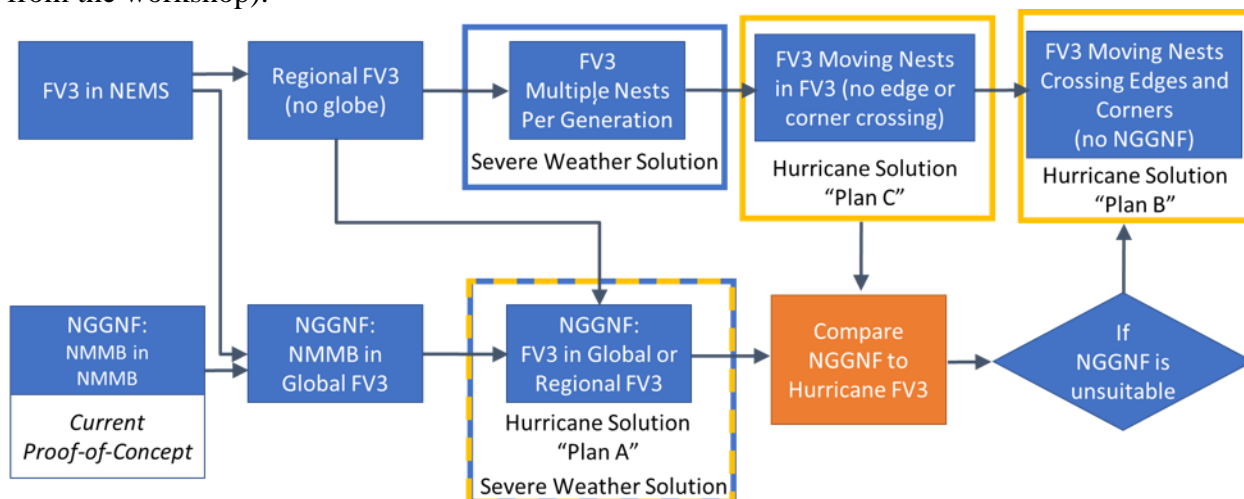 from the workshop).
FV3 in NEMS
Regional FV3
(no globe)
FV3
Multiple Nests
Per Generation
Severe Weather Solution
FV3 Moving Nests
in FV3 (no edge or
corner crossing)
Hurricane Solution
“Plan C”
FV3 Moving Nests
Crossing Edges and
Corners
(no NGGNF)
Hurricane Solution
“Plan B”
NGGNF:
NMMB in
NMMB
Current
Proof-of-Concept
NGGNF:
NMMB in
Global FV3
NGGNF:
FV3 in Global or
Regional FV3
Hurricane Solution
“Plan A”
Severe Weather Solution
Compare
NGGNF to
Hurricane FV3
If
NGGNF is
unsuitable